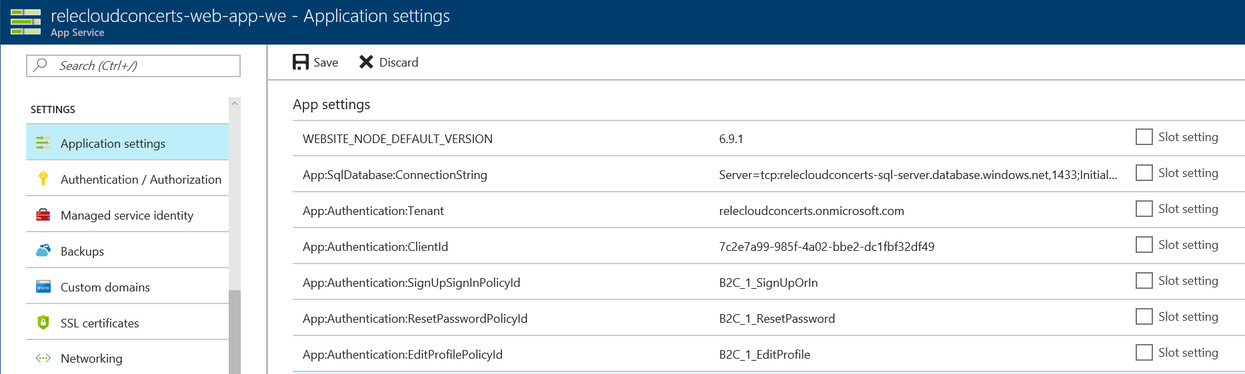 relecloudconcerts-web-app-we - Application settings
App Service
Search (Ctrl+/)
SETTINGS
Application settings
Authentication / Authorization
Managed service identity
Backups
Custom domains
SSL certificates
Networking
Save Discard
App settings
WEBSITE_NODE_DEFAULT_VERSION 6.9.1 Slot setting
App:SqlDatabase:ConnectionString Server=tcp:relecloudconcerts-sql-server.database.windows.net,1433;Initial... Slot setting
App:Authentication:Tenant relecloudconcerts.onmicrosoft.com Slot setting
App:Authentication:ClientId 7c2e7a99-985f-4a02-bbe2-dc1fbf32df49 Slot setting
App:Authentication:SignUpSignInPolicyId B2C_1_SignUpOrIn Slot setting
App:Authentication:ResetPasswordPolicyId B2C_1_ResetPassword Slot setting
App:Authentication:EditProfilePolicyId B2C_1_EditProfile Slot setting